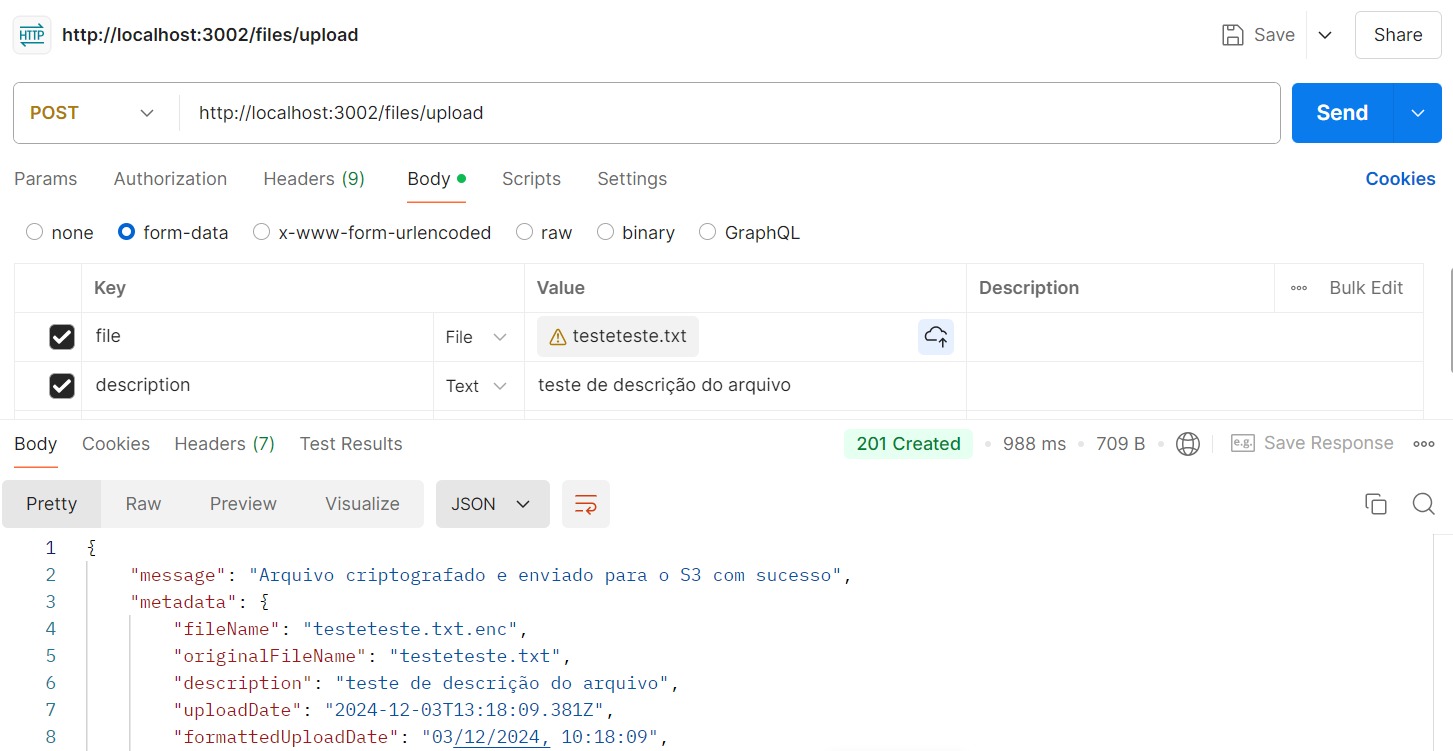 HTTP http://localhost:3002/files/upload Save Share
POST http://localhost:3002/files/upload Send
Params Authorization Headers (9) Body Scripts Settings Cookies
none form-data x-www-form-urlencoded raw binary GraphQL
Key Value Description Bulk Edit
file File testeteste.txt
description Text teste de descrição do arquivo
Body Cookies Headers (7) Test Results 201 Created 988 ms 709 B e.g. Save Response
Pretty Raw Preview Visualize JSON
1 {
2 "message": "Arquivo criptografado e enviado para o S3 com sucesso",
3 "metadata": {
4 "fileName": "testeteste.txt.enc",
5 "originalFileName": "testeteste.txt",
6 "description": "teste de descrição do arquivo",
7 "uploadDate": "2024-12-03T13:18:09.381Z",
8 "formattedUploadDate": "03/12/2024, 10:18:09",